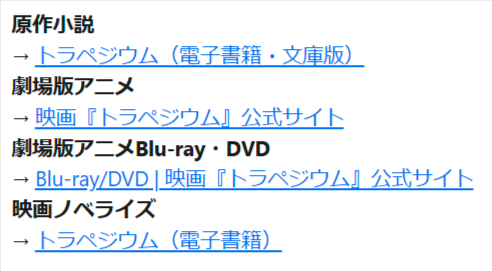 原作小説
→ トラペジウム（電子書籍・文庫版）
劇場版アニメ
→ 映画『トラペジウム』公式サイト
劇場版アニメBlu-ray・DVD
→ Blu-ray/DVD | 映画『トラペジウム』公式サイト
映画ノベライズ
→ トラペジウム（電子書籍）